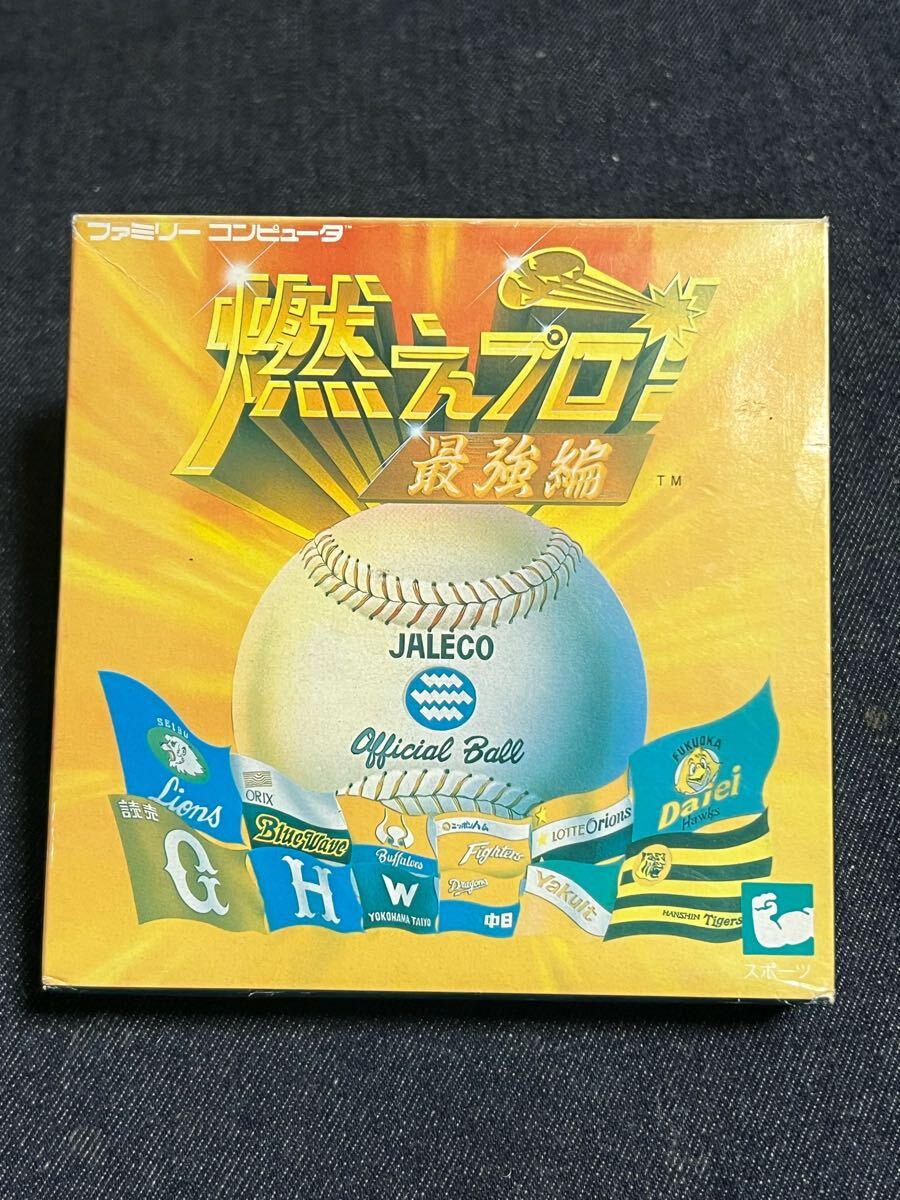 ファミリーコンピュータ™
燃えプロ!
最強編
TM
JALECO
Official Ball
SEIBU
Lions
ORIX
BlueWave
読売
G
H
Buffaloes
W
YOKOHAMA TAIYO
ニッポンハム
Fighters
Dragons
中日
LOTTE Orions
Yakult
FUKUOKA
Daiei
Hawks
HANSHIN Tigers
スポーツ